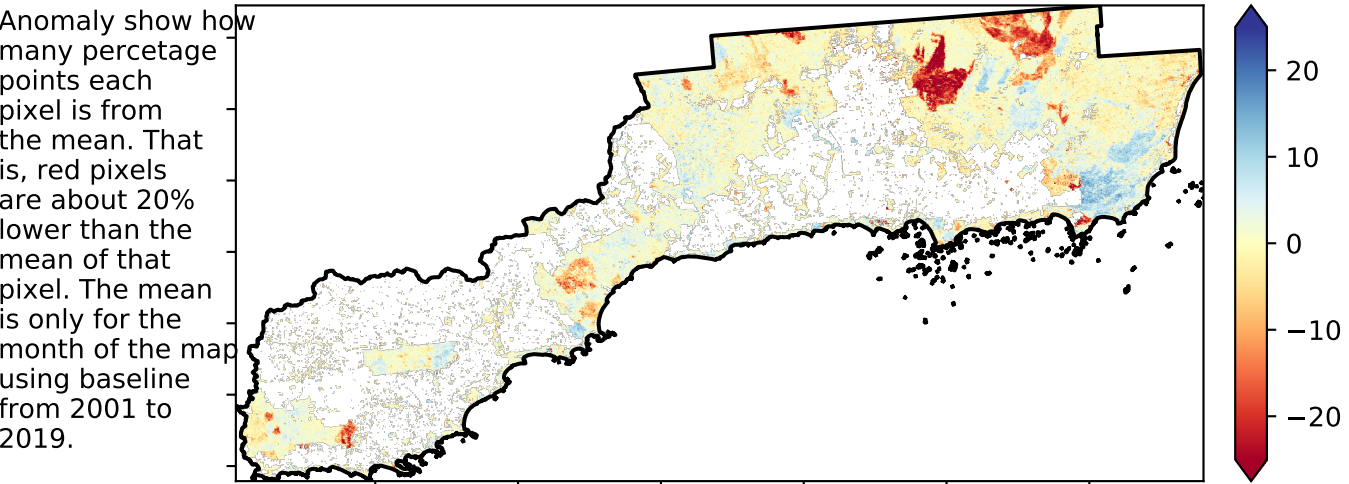 Anomaly show how
many percetage
points each
pixel is from
the mean. That
is, red pixels
are about 20%
lower than the
mean of that
pixel. The mean
is only for the
month of the map
using baseline
from 2001 to
2019.
20
10
0
−10
−20